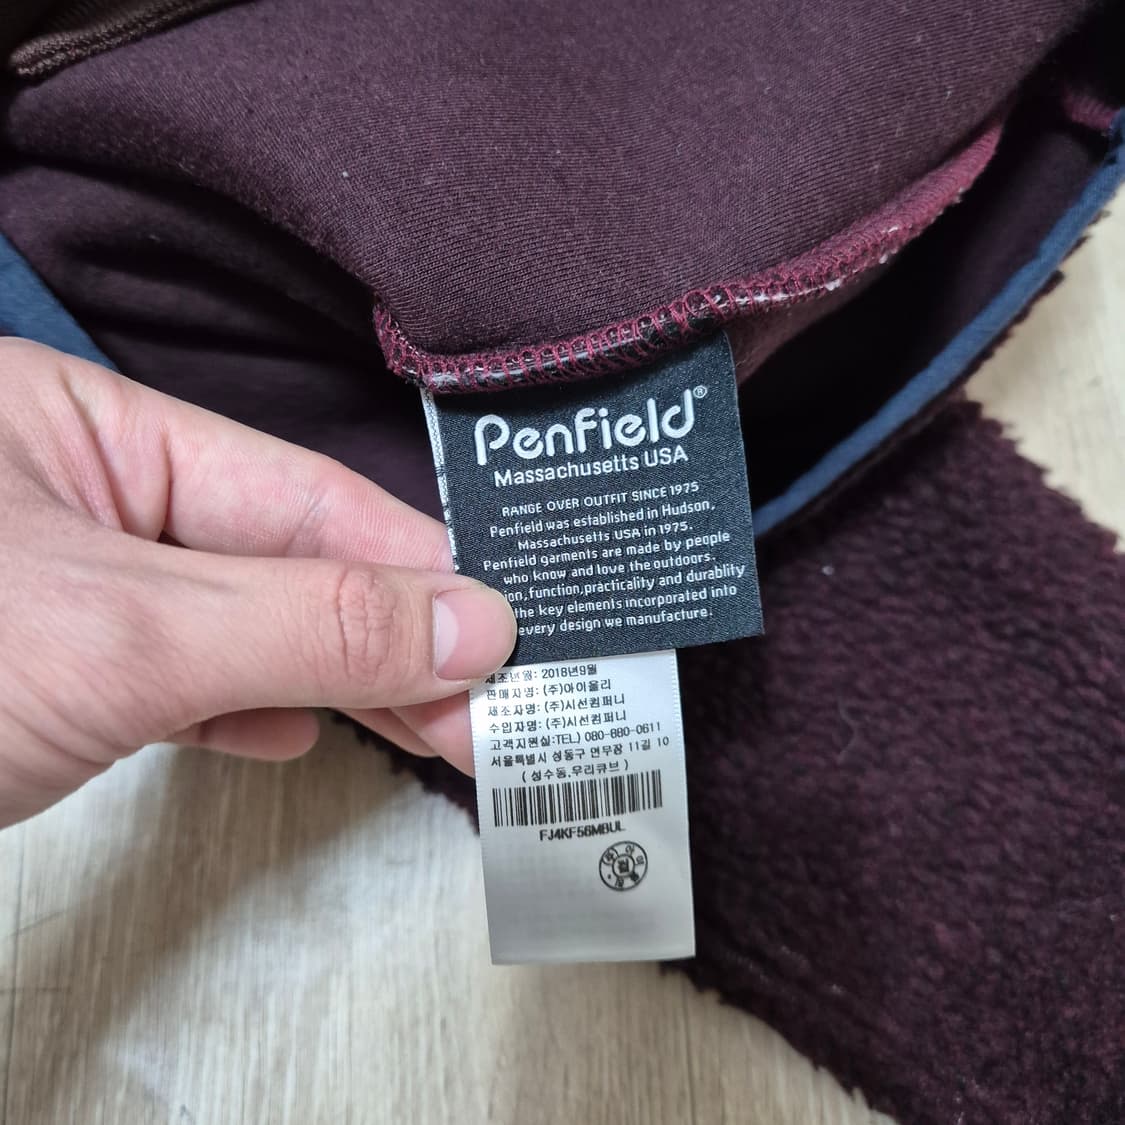 Penfield®
Massachusetts USA
RANGE OVER OUTFIT SINCE 1975
Penfield was established in Hudson,
Massachusetts USA in 1975.
Penfield garments are made by people
who know and love the outdoors.
function,practicality and durablity
the key elements incorporated into
every design we manufacture.
제조년월: 2018년9월
판매자명: (주)아이올리
제조자명: (주)시선컴퍼니
수입자명: (주)시선컴퍼니
고객지원실:TEL) 080-880-0611
서울특별시 성동구 연무장 11길 10
( 성수동,우리큐브 )
FJ4KF56MBUL